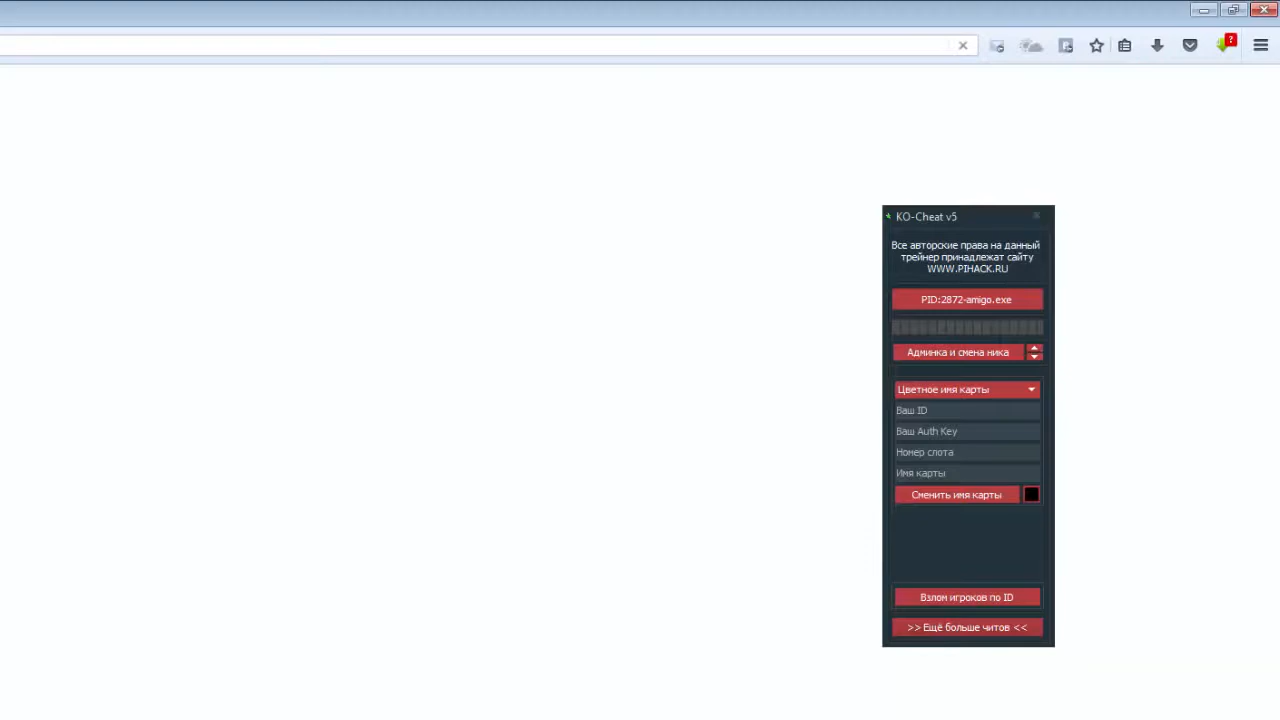 ?
KO-Cheat v5
Все авторские права на данный
трейнер принадлежат сайту
WWW.PIHACK.RU
PID:2872-amigo.exe
Админка и смена ника
Цветное имя карты
Ваш ID
Ваш Auth Key
Номер слота
Имя карты
Сменить имя карты
Взлом игроков по ID
>> Ещё больше читов <<